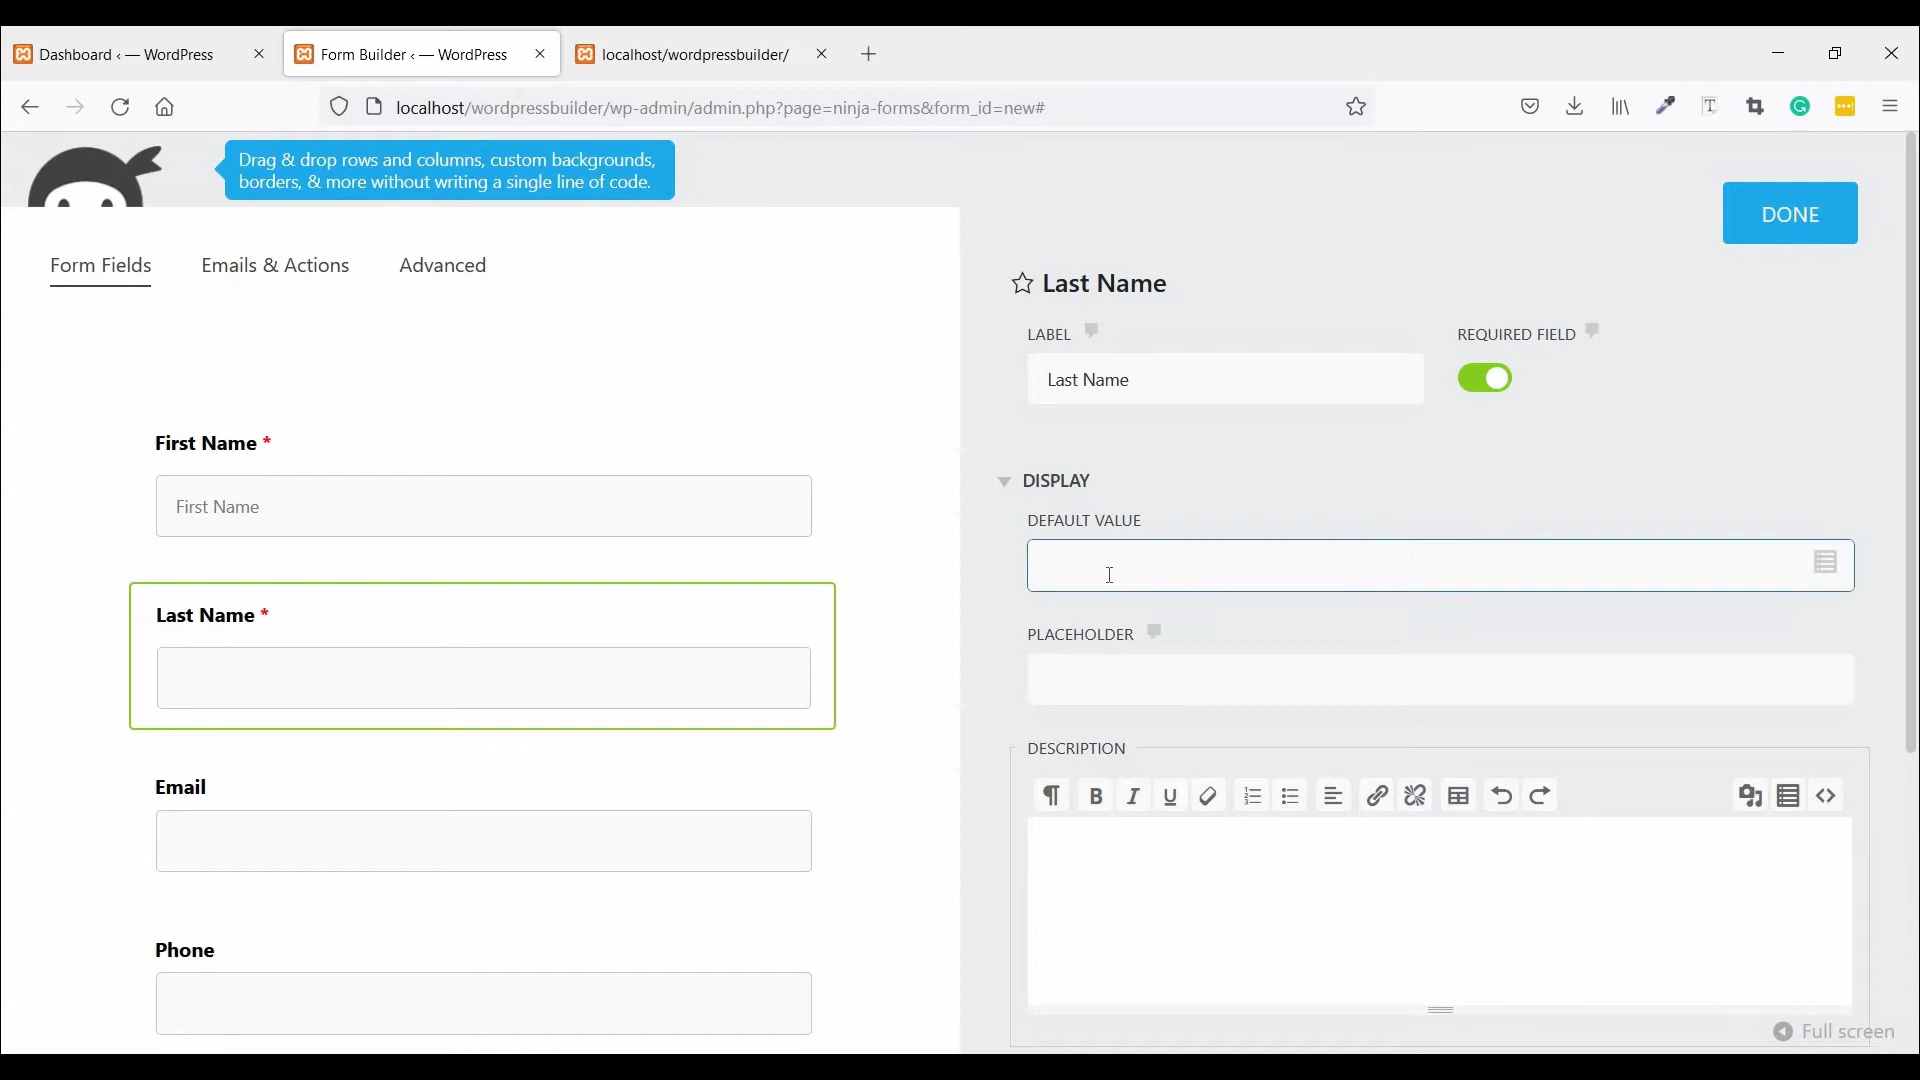 Dashboard ‹ — WordPress
Form Builder ‹ — WordPress
localhost/wordpressbuilder/
localhost/wordpressbuilder/wp-admin/admin.php?page=ninja-forms&form_id=new#
Drag & drop rows and columns, custom backgrounds,
borders, & more without writing a single line of code.
DONE
Form Fields
Emails & Actions
Advanced
Last Name
LABEL
REQUIRED FIELD
Last Name
First Name *
First Name
DISPLAY
DEFAULT VALUE
Last Name *
PLACEHOLDER
DESCRIPTION
Email
Phone
Full screen